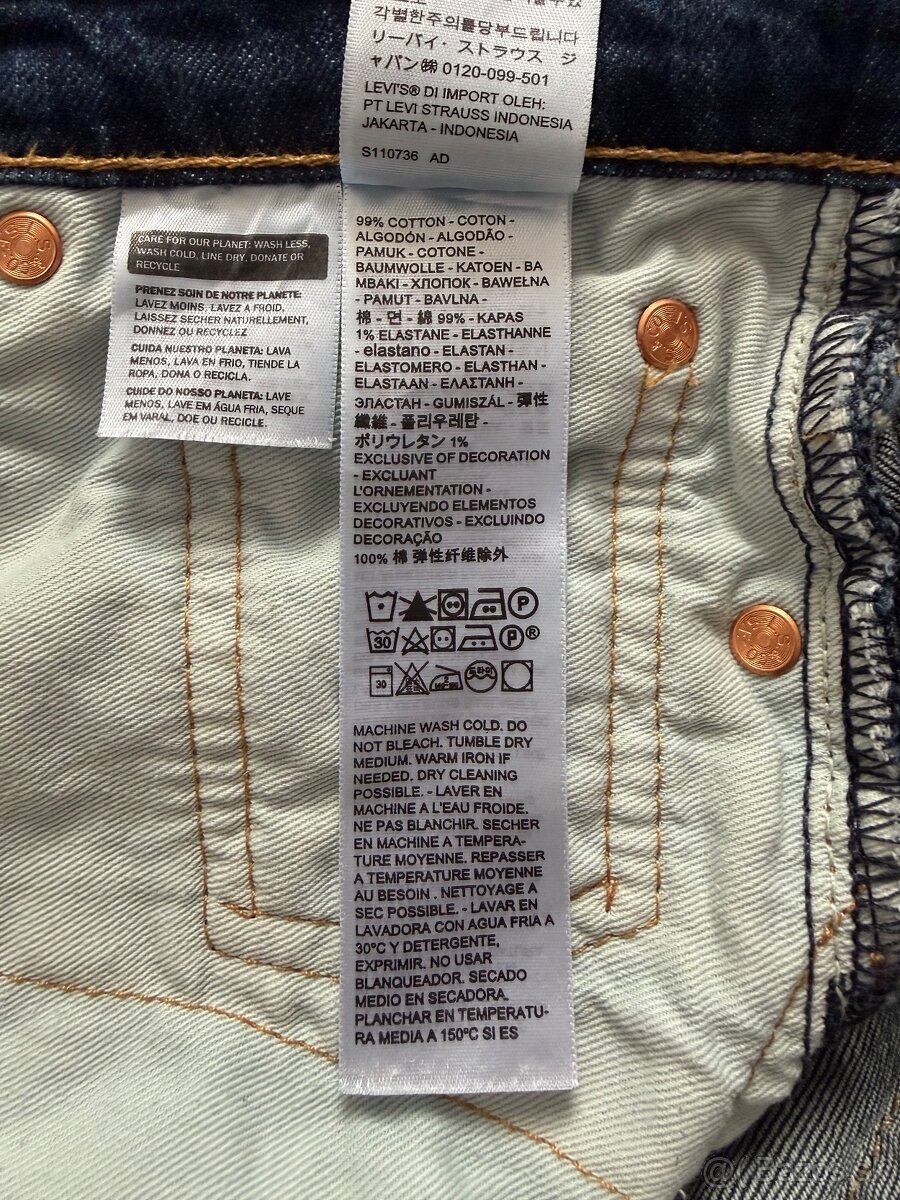 각별한주의를당부드립니다
リーバイ・ストラウス ジ
ャパン㈱ 0120-099-501
LEVI'S® DI IMPORT OLEH:
PT LEVI STRAUSS INDONESIA
JAKARTA - INDONESIA
S110736 AD
CARE FOR OUR PLANET: WASH LESS,
WASH COLD, LINE DRY, DONATE OR
RECYCLE
PRENEZ SOIN DE NOTRE PLANETE:
LAVEZ MOINS, LAVEZ A FROID,
LAISSEZ SECHER NATURELLEMENT,
DONNEZ OU RECYCLEZ
CUIDA NUESTRO PLANETA: LAVA
MENOS, LAVA EN FRIO, TIENDE LA
ROPA, DONA O RECICLA.
CUIDE DO NOSSO PLANETA: LAVE
MENOS, LAVE EM ÁGUA FRIA, SEQUE
EM VARAL, DOE OU RECICLE.
99% COTTON - COTON -
ALGODÓN - ALGODÃO -
PAMUK - COTONE -
BAUMWOLLE - KATOEN - BA
MBAKI - ХЛОПОК - BAWEŁNA
- PAMUT - BAVLNA -
棉 - 면 - 綿 99% - KAPAS
1% ELASTANE - ELASTHANNE
- elastano - ELASTAN -
ELASTOMERO - ELASTHAN -
ELASTAAN - ΕΛΑΣΤΑΝΗ -
ЭЛАСТАН - GUMISZÁL - 彈性
纖維 - 폴리우레탄 -
ポリウレタン 1%
EXCLUSIVE OF DECORATION
- EXCLUANT
L'ORNEMENTATION -
EXCLUYENDO ELEMENTOS
DECORATIVOS - EXCLUINDO
DECORAÇÃO
100% 棉 弹性纤维除外
P
30 P ®
30 드라이
MACHINE WASH COLD. DO
NOT BLEACH. TUMBLE DRY
MEDIUM. WARM IRON IF
NEEDED. DRY CLEANING
POSSIBLE. - LAVER EN
MACHINE A L'EAU FROIDE.
NE PAS BLANCHIR. SECHER
EN MACHINE A TEMPERA-
TURE MOYENNE. REPASSER
A TEMPERATURE MOYENNE
AU BESOIN . NETTOYAGE A
SEC POSSIBLE. - LAVAR EN
LAVADORA CON AGUA FRIA A
30ºC Y DETERGENTE,
EXPRIMIR. NO USAR
BLANQUEADOR. SECADO
MEDIO EN SECADORA.
PLANCHAR EN TEMPERATU-
RA MEDIA A 150ºC SI ES